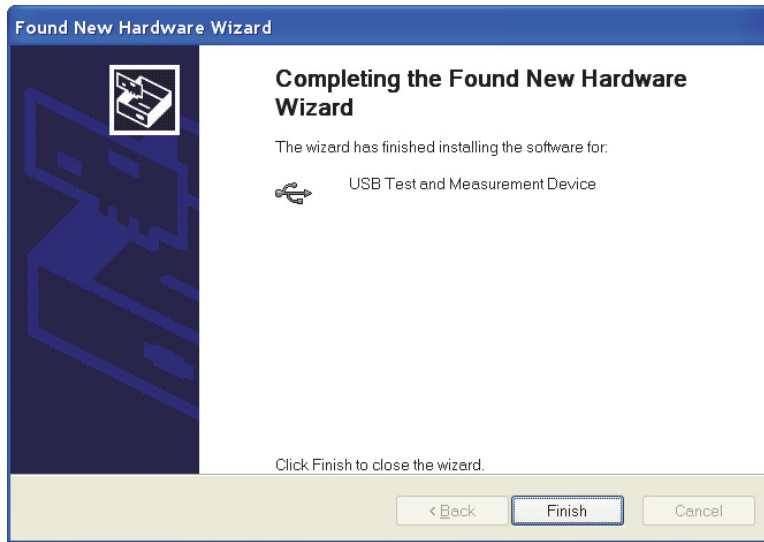 Found New Hardware Wizard
Completing the Found New Hardware
Wizard
The wizard has finished installing the software for:
USB Test and Measurement Device
Click Finish to close the wizard.
< Back
Finish
Cancel